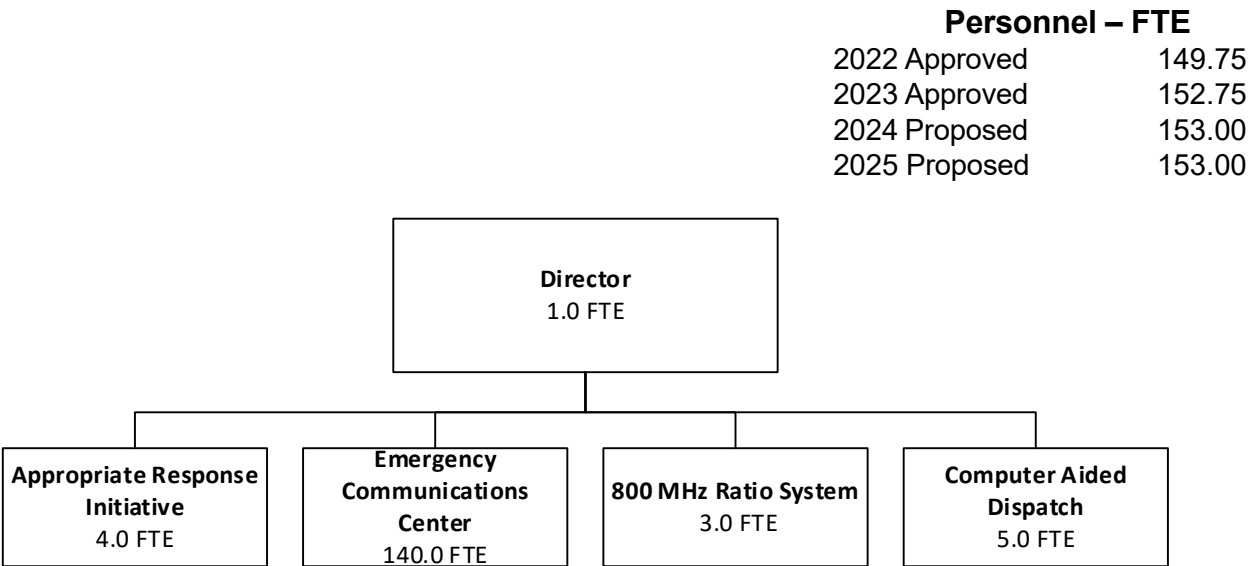 Personnel – FTE
2022 Approved 149.75
2023 Approved 152.75
2024 Proposed 153.00
2025 Proposed 153.00
Director
1.0 FTE
Appropriate Response
Initiative
4.0 FTE
Emergency
Communications
Center
140.0 FTE
800 MHz Ratio System
3.0 FTE
Computer Aided
Dispatch
5.0 FTE